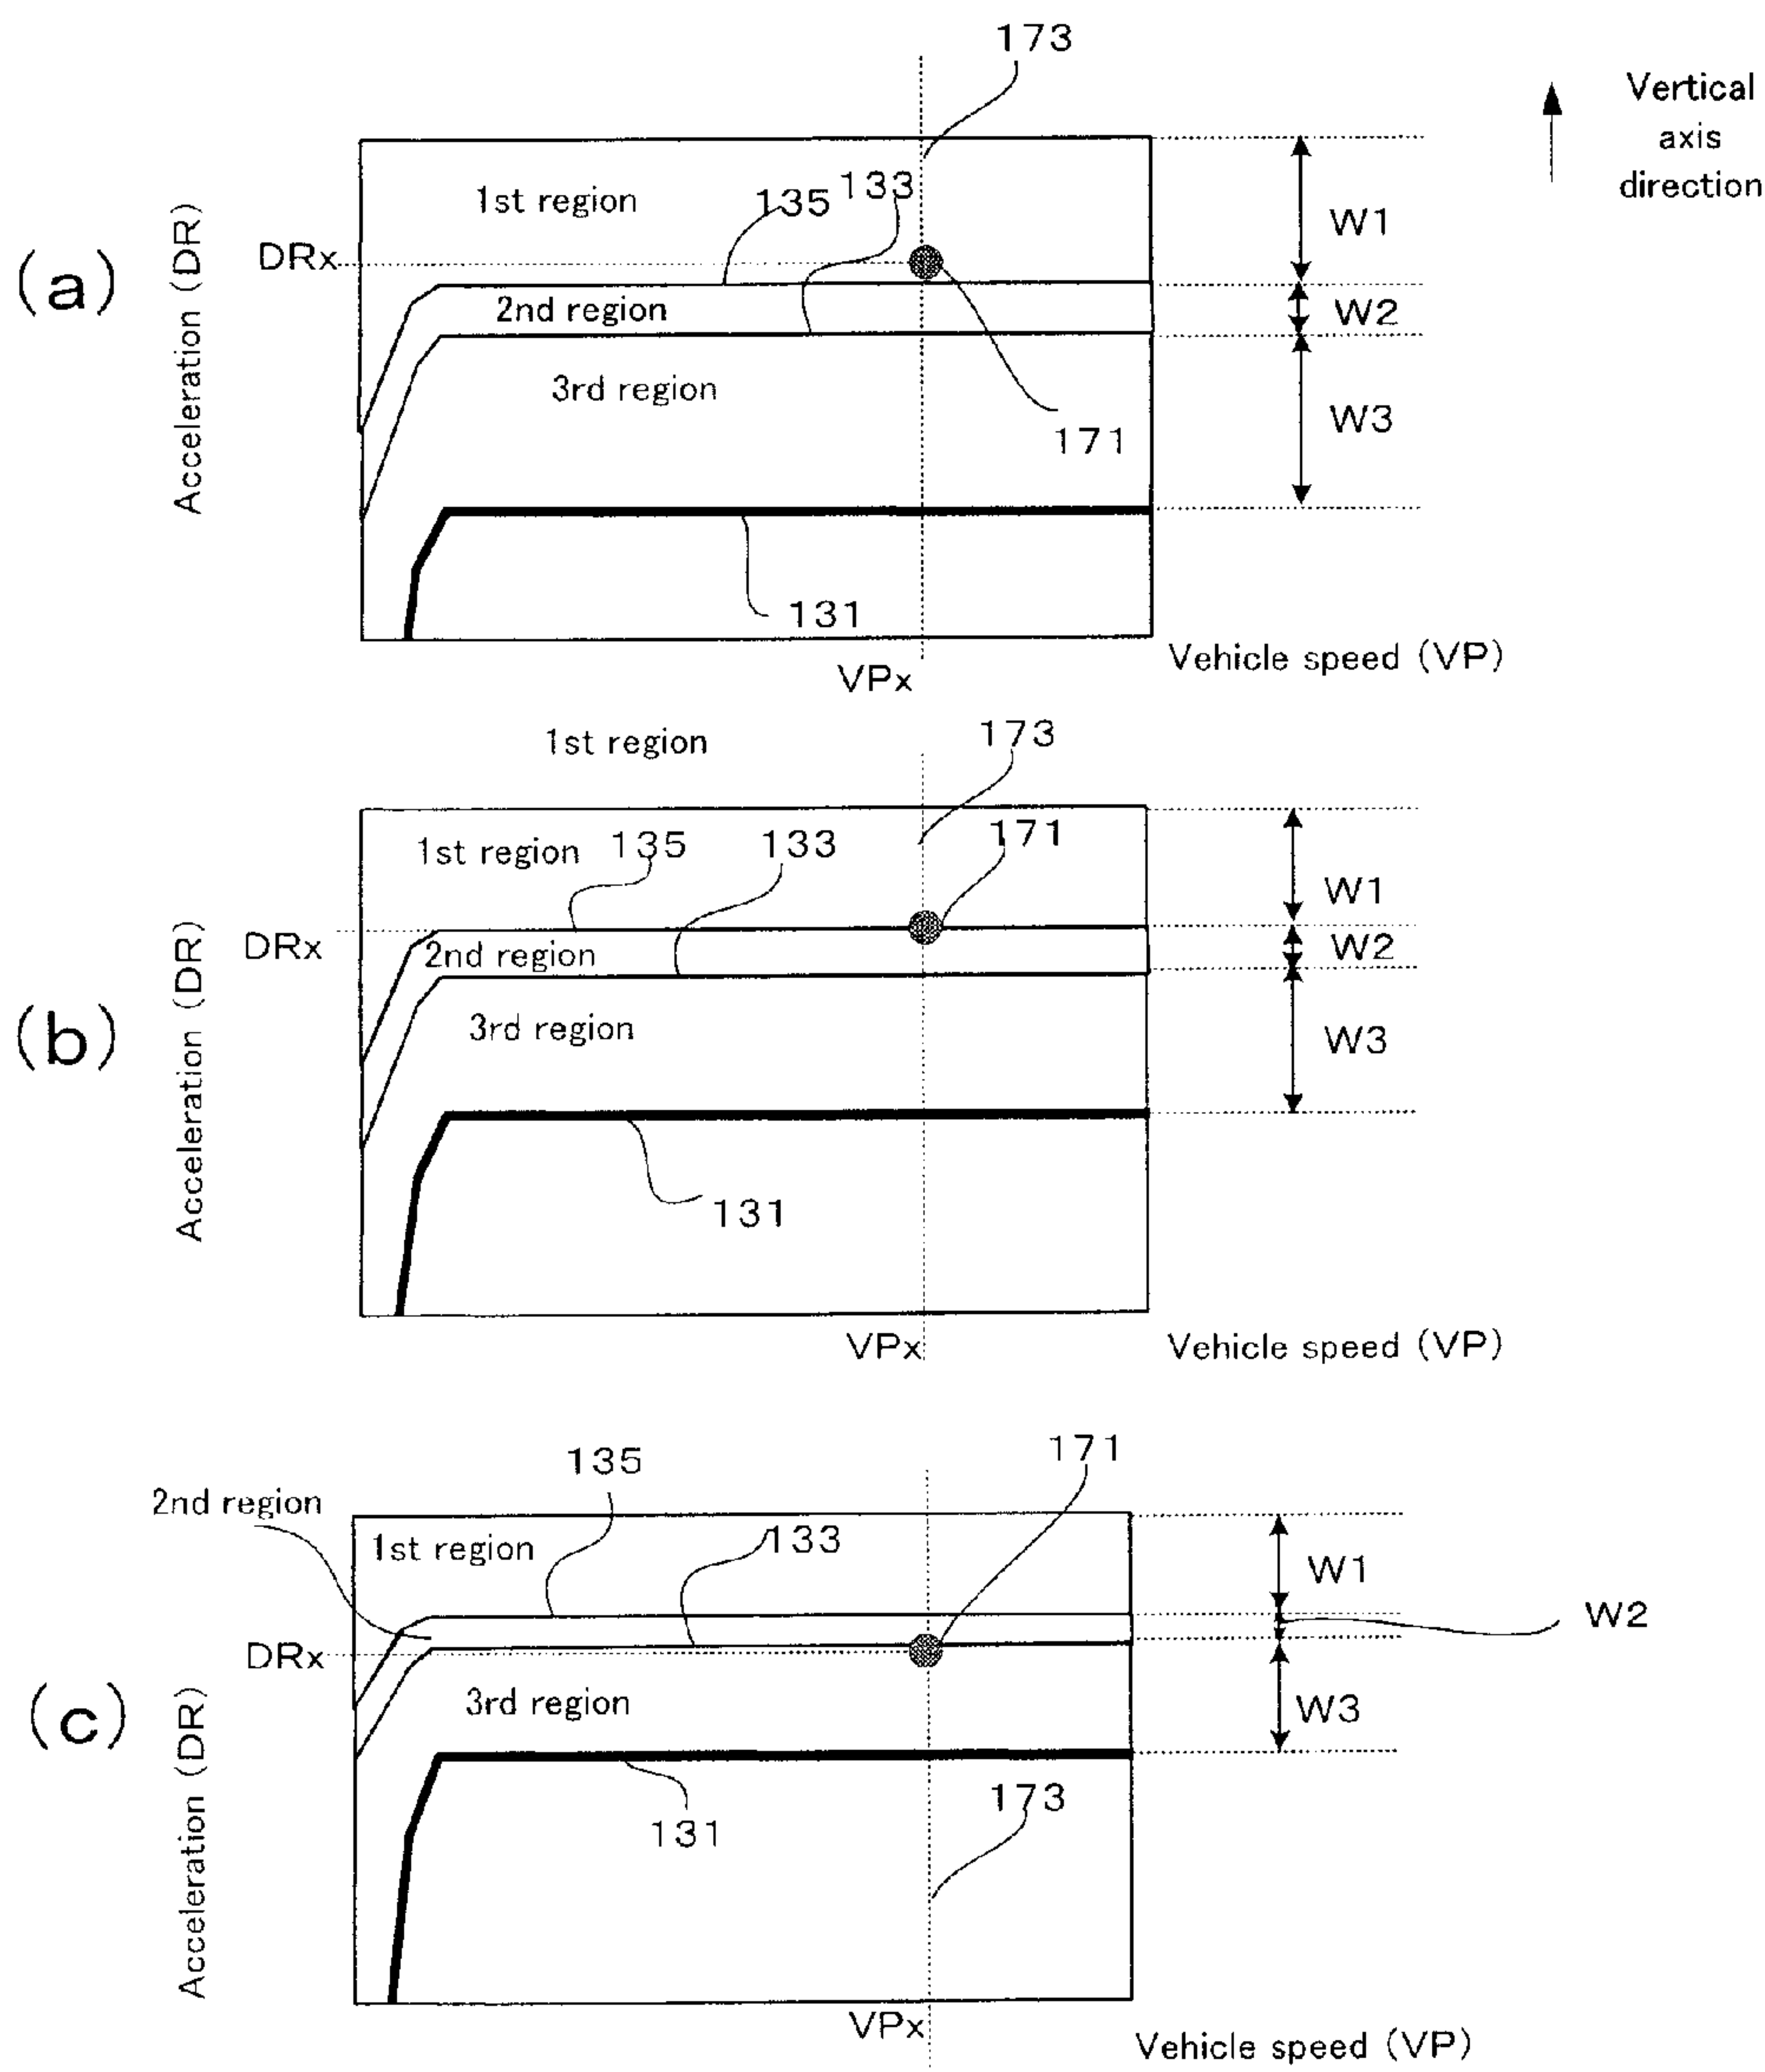 173
Vertical
axis
direction
1st region
135
133
W1
DRx
(a)
Acceleration (DR)
2nd region
W2
3rd region
W3
171
131
VPx
Vehicle speed (VP)
1st region
173
1st region
135
133
171
W1
DRx
2nd region
W2
(b)
Acceleration (DR)
3rd region
W3
131
VPx
Vehicle speed (VP)
135
171
2nd region
1st region
133
W1
W2
DRx
3rd region
W3
(c)
Acceleration (DR)
173
131
VPx
Vehicle speed (VP)